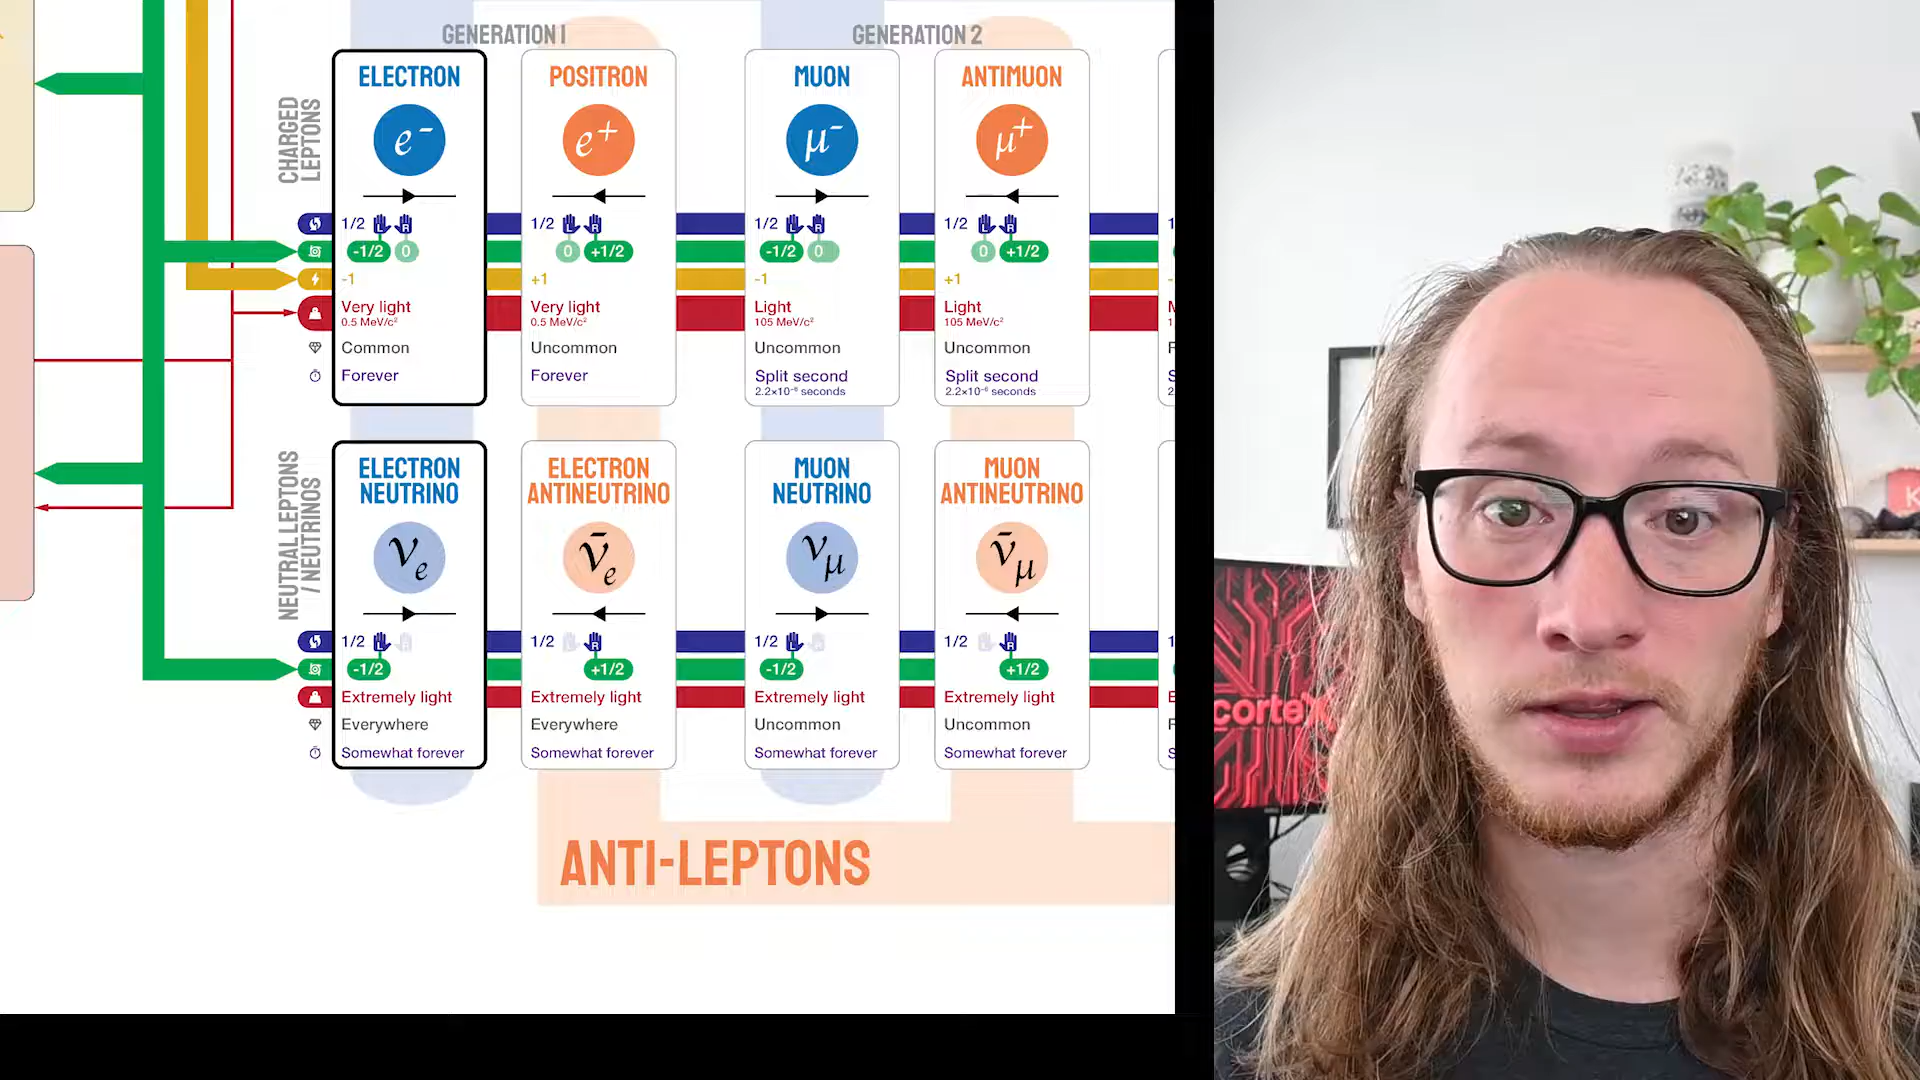 GENERATION 1
GENERATION 2
CHARGED
LEPTONS
ELECTRON
e⁻
1/2 L R
-1/2 0
-1
Very light
0.5 MeV/c²
Common
Forever
POSITRON
e⁺
1/2 L R
0 +1/2
+1
Very light
0.5 MeV/c²
Uncommon
Forever
MUON
μ⁻
1/2 L R
-1/2 0
-1
Light
105 MeV/c²
Uncommon
Split second
2.2×10⁻⁶ seconds
ANTIMUON
μ⁺
1/2 L R
0 +1/2
+1
Light
105 MeV/c²
Uncommon
Split second
2.2×10⁻⁶ seconds
NEUTRAL LEPTONS
/ NEUTRINOS
ELECTRON
NEUTRINO
νe
1/2 L R
-1/2
Extremely light
Everywhere
Somewhat forever
ELECTRON
ANTINEUTRINO
ν̄e
1/2 L R
+1/2
Extremely light
Everywhere
Somewhat forever
MUON
NEUTRINO
νμ
1/2 L R
-1/2
Extremely light
Uncommon
Somewhat forever
MUON
ANTINEUTRINO
ν̄μ
1/2 L R
+1/2
Extremely light
Uncommon
Somewhat forever
ANTI-LEPTONS
corteX
K